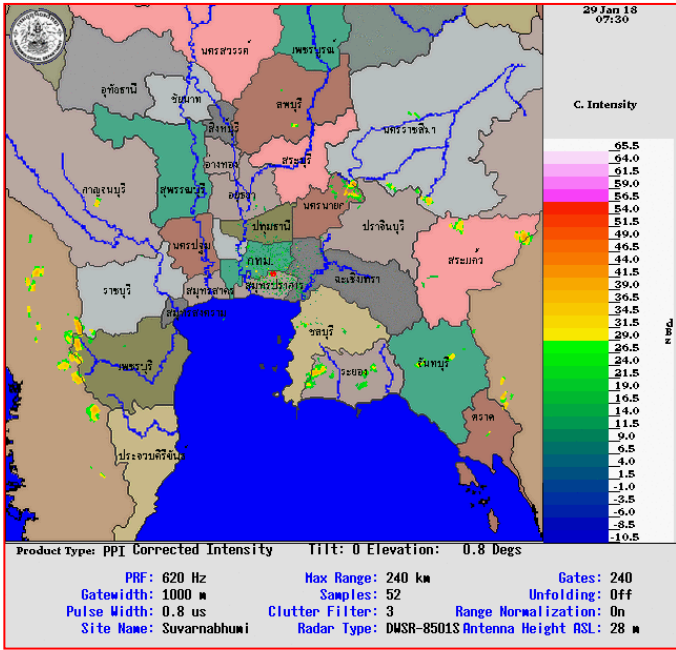 29 Jan 18
07:30
C. Intensity
นครสวรรค์
เพชรบูรณ์
อุทัยธานี
ชัยนาท
ลพบุรี
สิงห์บุรี
นครราชสีมา
อ่างทอง
สระบุรี
กาญจนบุรี
สุพรรณบุรี
อยุธยา
นครนายก
ปราจีนบุรี
ปทุมธานี
นครปฐม
สระแก้ว
กทม.
ราชบุรี
สมุทรสาคร
สมุทรปราการ
ฉะเชิงเทรา
สมุทรสงคราม
ชลบุรี
เพชรบุรี
ระยอง
จันทบุรี
ตราด
ประจวบคีรีขันธ์
65.5
64.0
61.5
59.0
56.5
54.0
51.5
49.0
46.5
44.0
41.5
39.0
36.5
34.0
31.5
29.0
26.5
24.0
21.5
19.0
16.5
14.0
11.5
9.0
6.5
4.0
1.5
-1.0
-3.5
-6.0
-8.5
-10.5
Product Type: PPI Corrected Intensity Tilt: 0 Elevation: 0.8 Degs
PRF: 620 Hz Max Range: 240 km Gates: 240
Gatewidth: 1000 m Samples: 52 Unfolding: Off
Pulse Width: 0.8 us Clutter Filter: 3 Range Normalization: On
Site Name: Suvarnabhumi Radar Type: DWSR-8501S Antenna Height ASL: 28 m